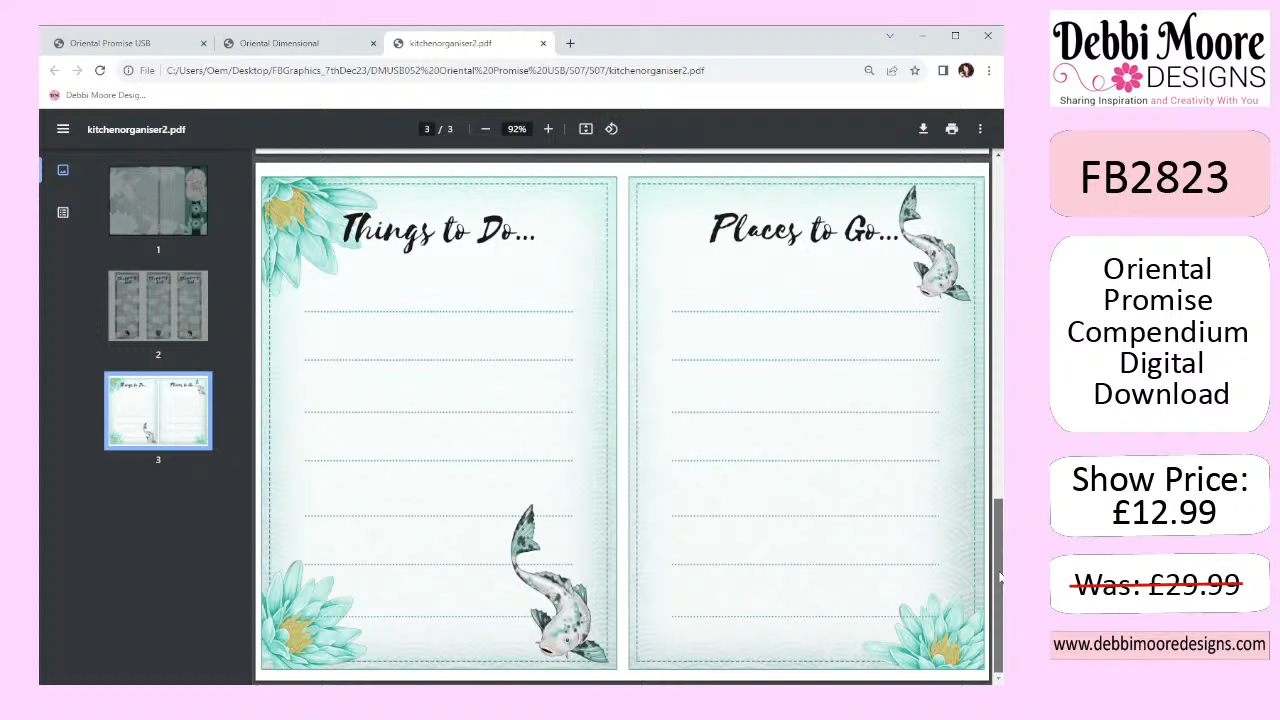 Oriental Promise USB
Oriental Dimensional
kitchenorganiser2.pdf
File
C:/Users/Oem/Desktop/FBGraphics_7thDec23/DMUSB052%20Oriental%20Promise%20USB/S07/S07/kitchenorganiser2.pdf
Debbi Moore Desig...
kitchenorganiser2.pdf
3 / 3
92%
1
2
3
Things to Do...
Places to Go...
Debbi Moore
DESIGNS
Sharing Inspiration and Creativity With You
FB2823
Oriental
Promise
Compendium
Digital
Download
Show Price:
£12.99
Was: £29.99
www.debbimooredesigns.com